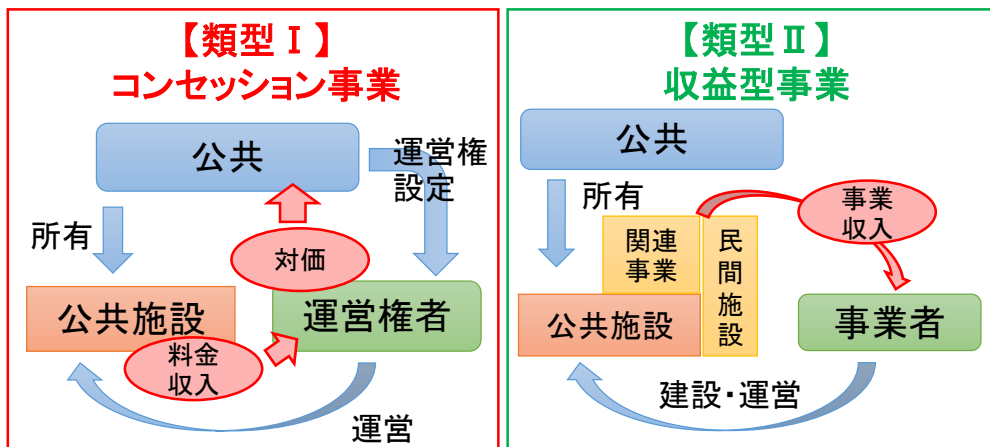 【類型Ⅰ】
コンセッション事業
公共
運営権
設定
所有
対価
公共施設
運営権者
料金
収入
運営
【類型Ⅱ】
収益型事業
公共
所有
事業
収入
関連
事業
民間施設
公共施設
事業者
建設・運営